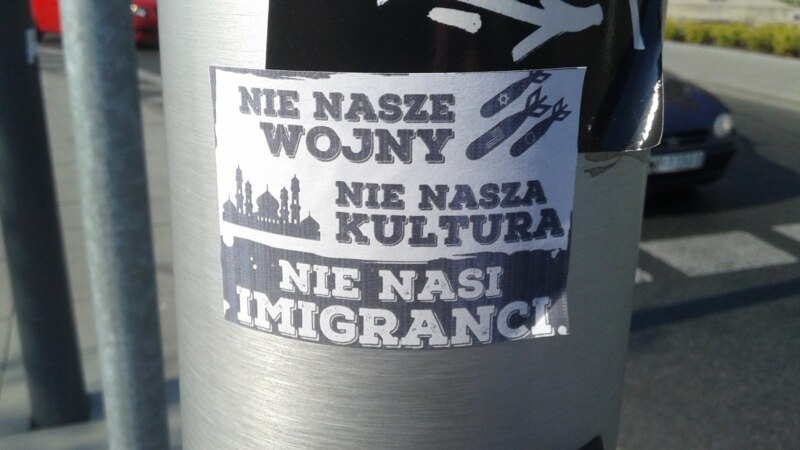 NIE NASZE
WOJNY
NIE NASZA
KULTURA
NIE NASI
IMIGRANCI.